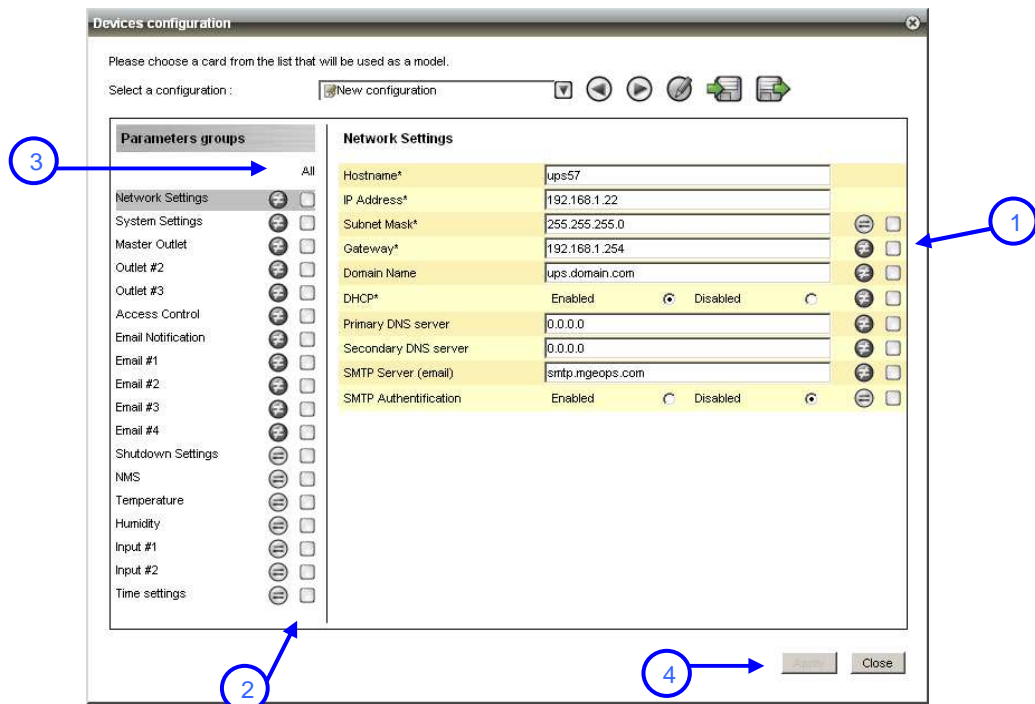 Devices configuration
Please choose a card from the list that will be used as a model.
Select a configuration : New configuration
Parameters groups
All
Network Settings
System Settings
Master Outlet
Outlet #2
Outlet #3
Access Control
Email Notification
Email #1
Email #2
Email #3
Email #4
Shutdown Settings
NMS
Temperature
Humidity
Input #1
Input #2
Time settings
Network Settings
Hostname* ups57
IP Address* 192.168.1.22
Subnet Mask* 255.255.255.0
Gateway* 192.168.1.254
Domain Name ups.domain.com
DHCP* Enabled Disabled
Primary DNS server 0.0.0.0
Secondary DNS server 0.0.0.0
SMTP Server (email) smtp.mgeops.com
SMTP Authentification Enabled Disabled
Apply Close
3
1
2
4